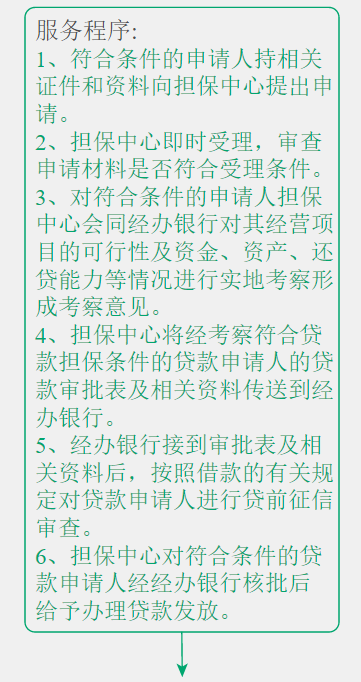 服务程序:
1、符合条件的申请人持相关
证件和资料向担保中心提出申
请。
2、担保中心即时受理，审查
申请材料是否符合受理条件。
3、对符合条件的申请人担保
中心会同经办银行对其经营项
目的可行性及资金、资产、还
贷能力等情况进行实地考察形
成考察意见。
4、担保中心将经考察符合贷
款担保条件的贷款申请人的贷
款审批表及相关资料传送到经
办银行。
5、经办银行接到审批表及相
关资料后，按照借款的有关规
定对贷款申请人进行贷前征信
审查。
6、担保中心对符合条件的贷
款申请人经经办银行核批后
给予办理贷款发放。